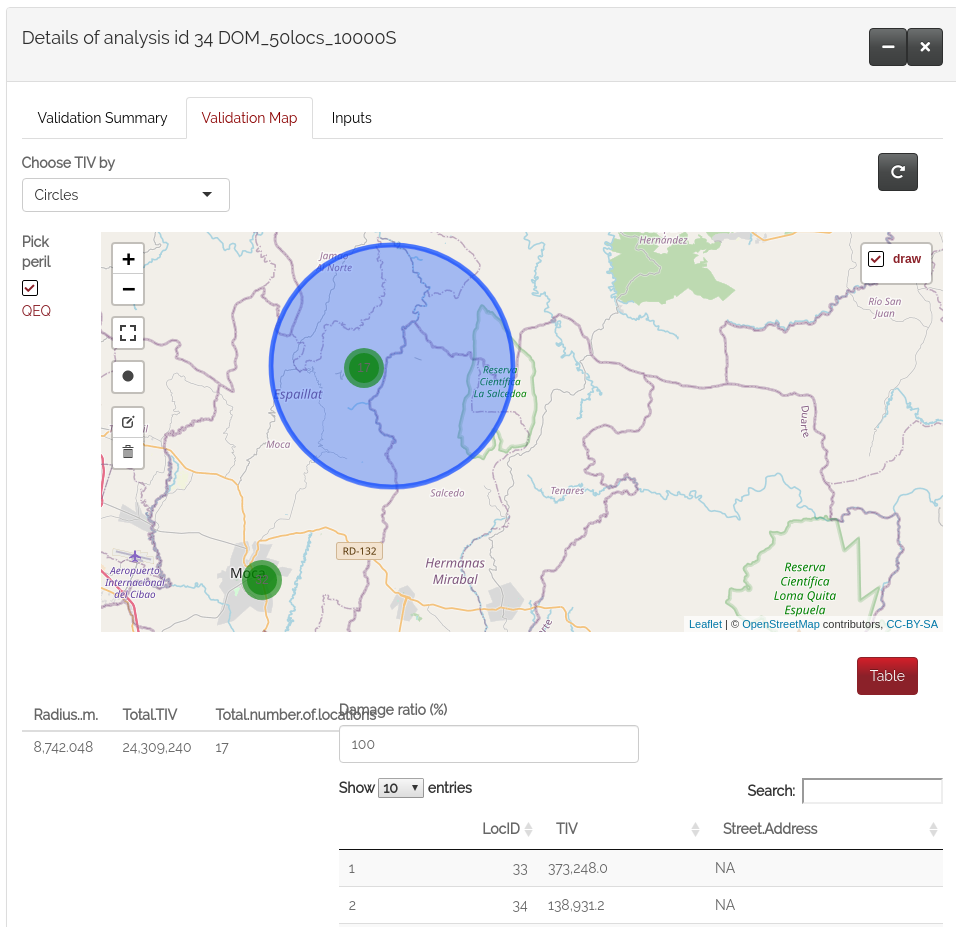 Details of analysis id 34 DOM_50locs_10000S
Validation Summary
Validation Map
Inputs
Choose TIV by
Circles
Pick
peril
QEQ
+
−
draw
Hernández
Río San
Juan
Jamao
Al Norte
Reserva
Científica
La Salcedoa
Espaillat
Moca
Duarte
Salcedo
Tenares
RD-132
Hermanas
Mirabal
Moca
Aeropuerto
Internacional
del Cibao
Reserva
Científica
Loma Quita
Espuela
Leaflet | © OpenStreetMap contributors, CC-BY-SA
Table
Radius..m. Total.TIV Total.number.of.locations
8,742.048 24,309,240 17
Damage ratio (%)
100
Show 10 entries
Search:
LocID TIV Street.Address
1 33 373,248.0 NA
2 34 138,931.2 NA